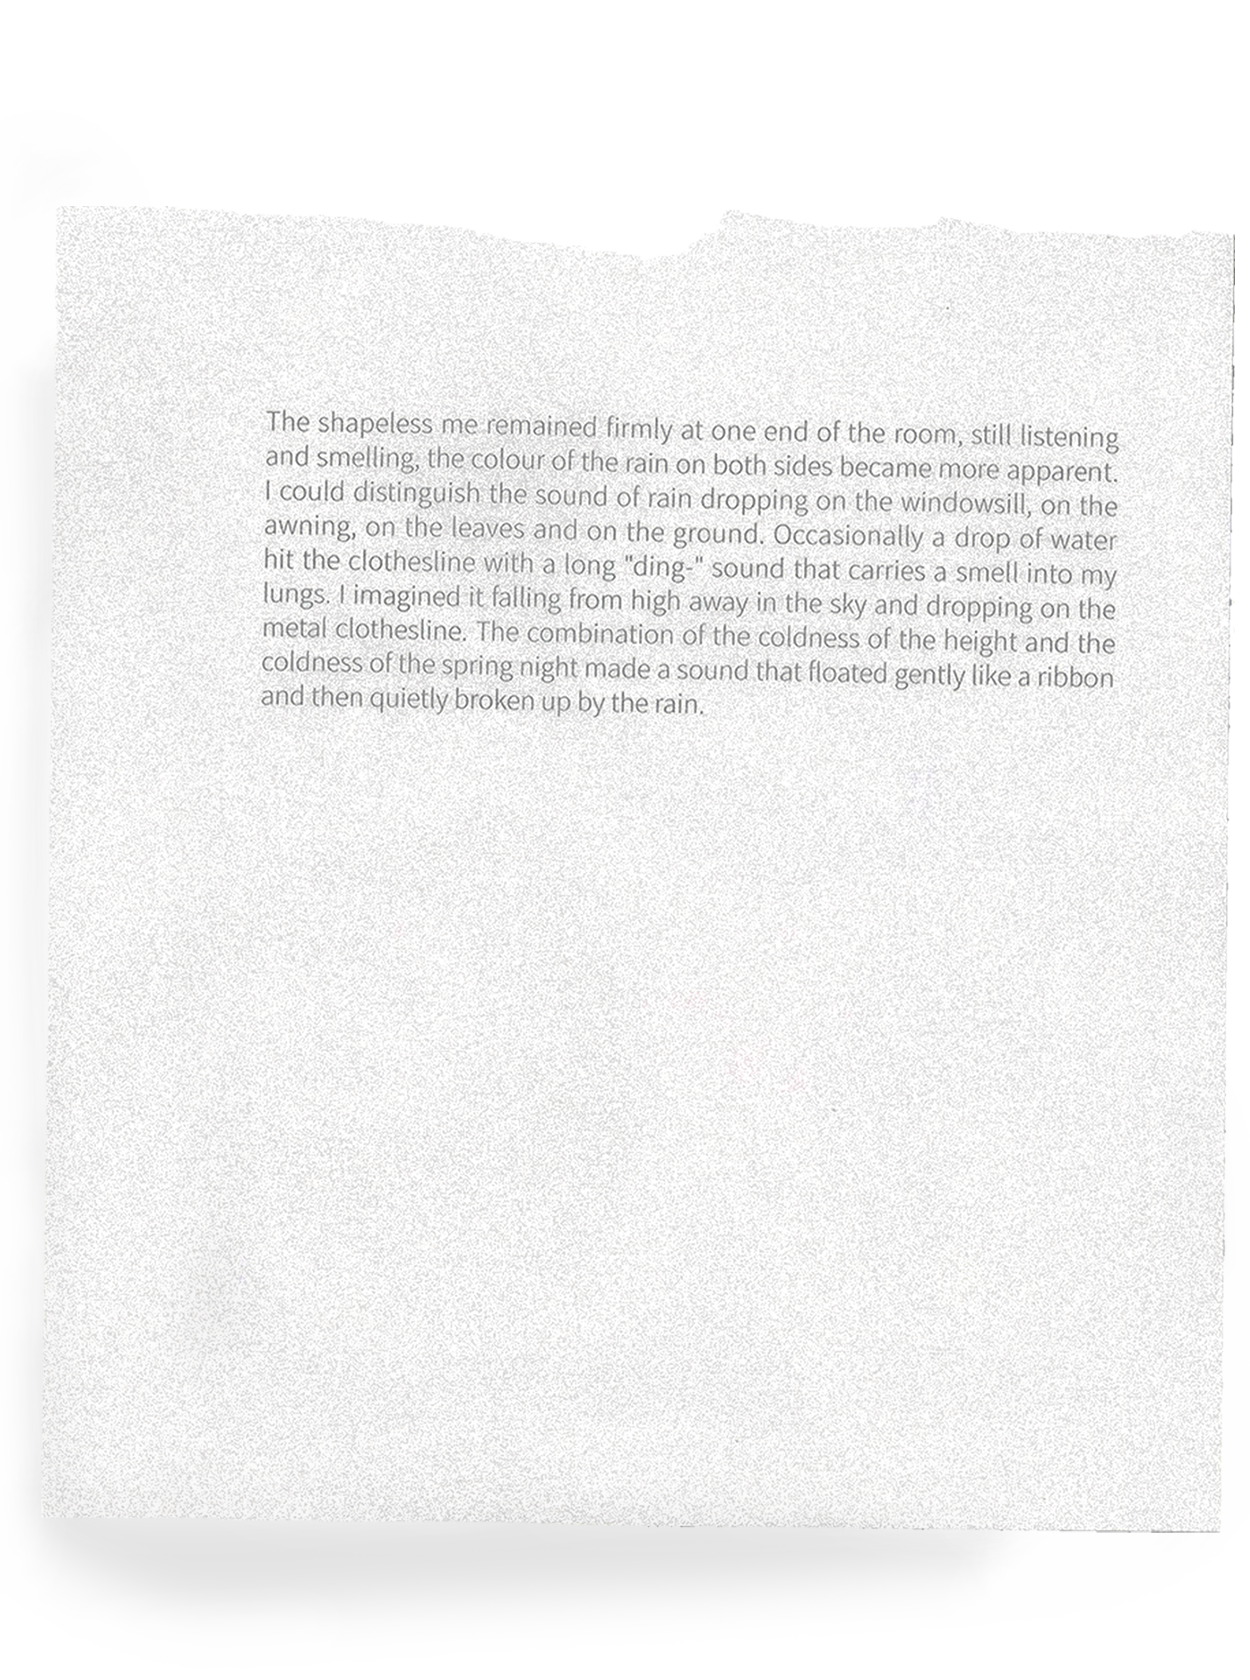 The shapeless me remained firmly at one end of the room, still listening
and smelling, the colour of the rain on both sides became more apparent.
I could distinguish the sound of rain dropping on the windowsill, on the
awning, on the leaves and on the ground. Occasionally a drop of water
hit the clothesline with a long "ding-" sound that carries a smell into my
lungs. I imagined it falling from high away in the sky and dropping on the
metal clothesline. The combination of the coldness of the height and the
coldness of the spring night made a sound that floated gently like a ribbon
and then quietly broken up by the rain.